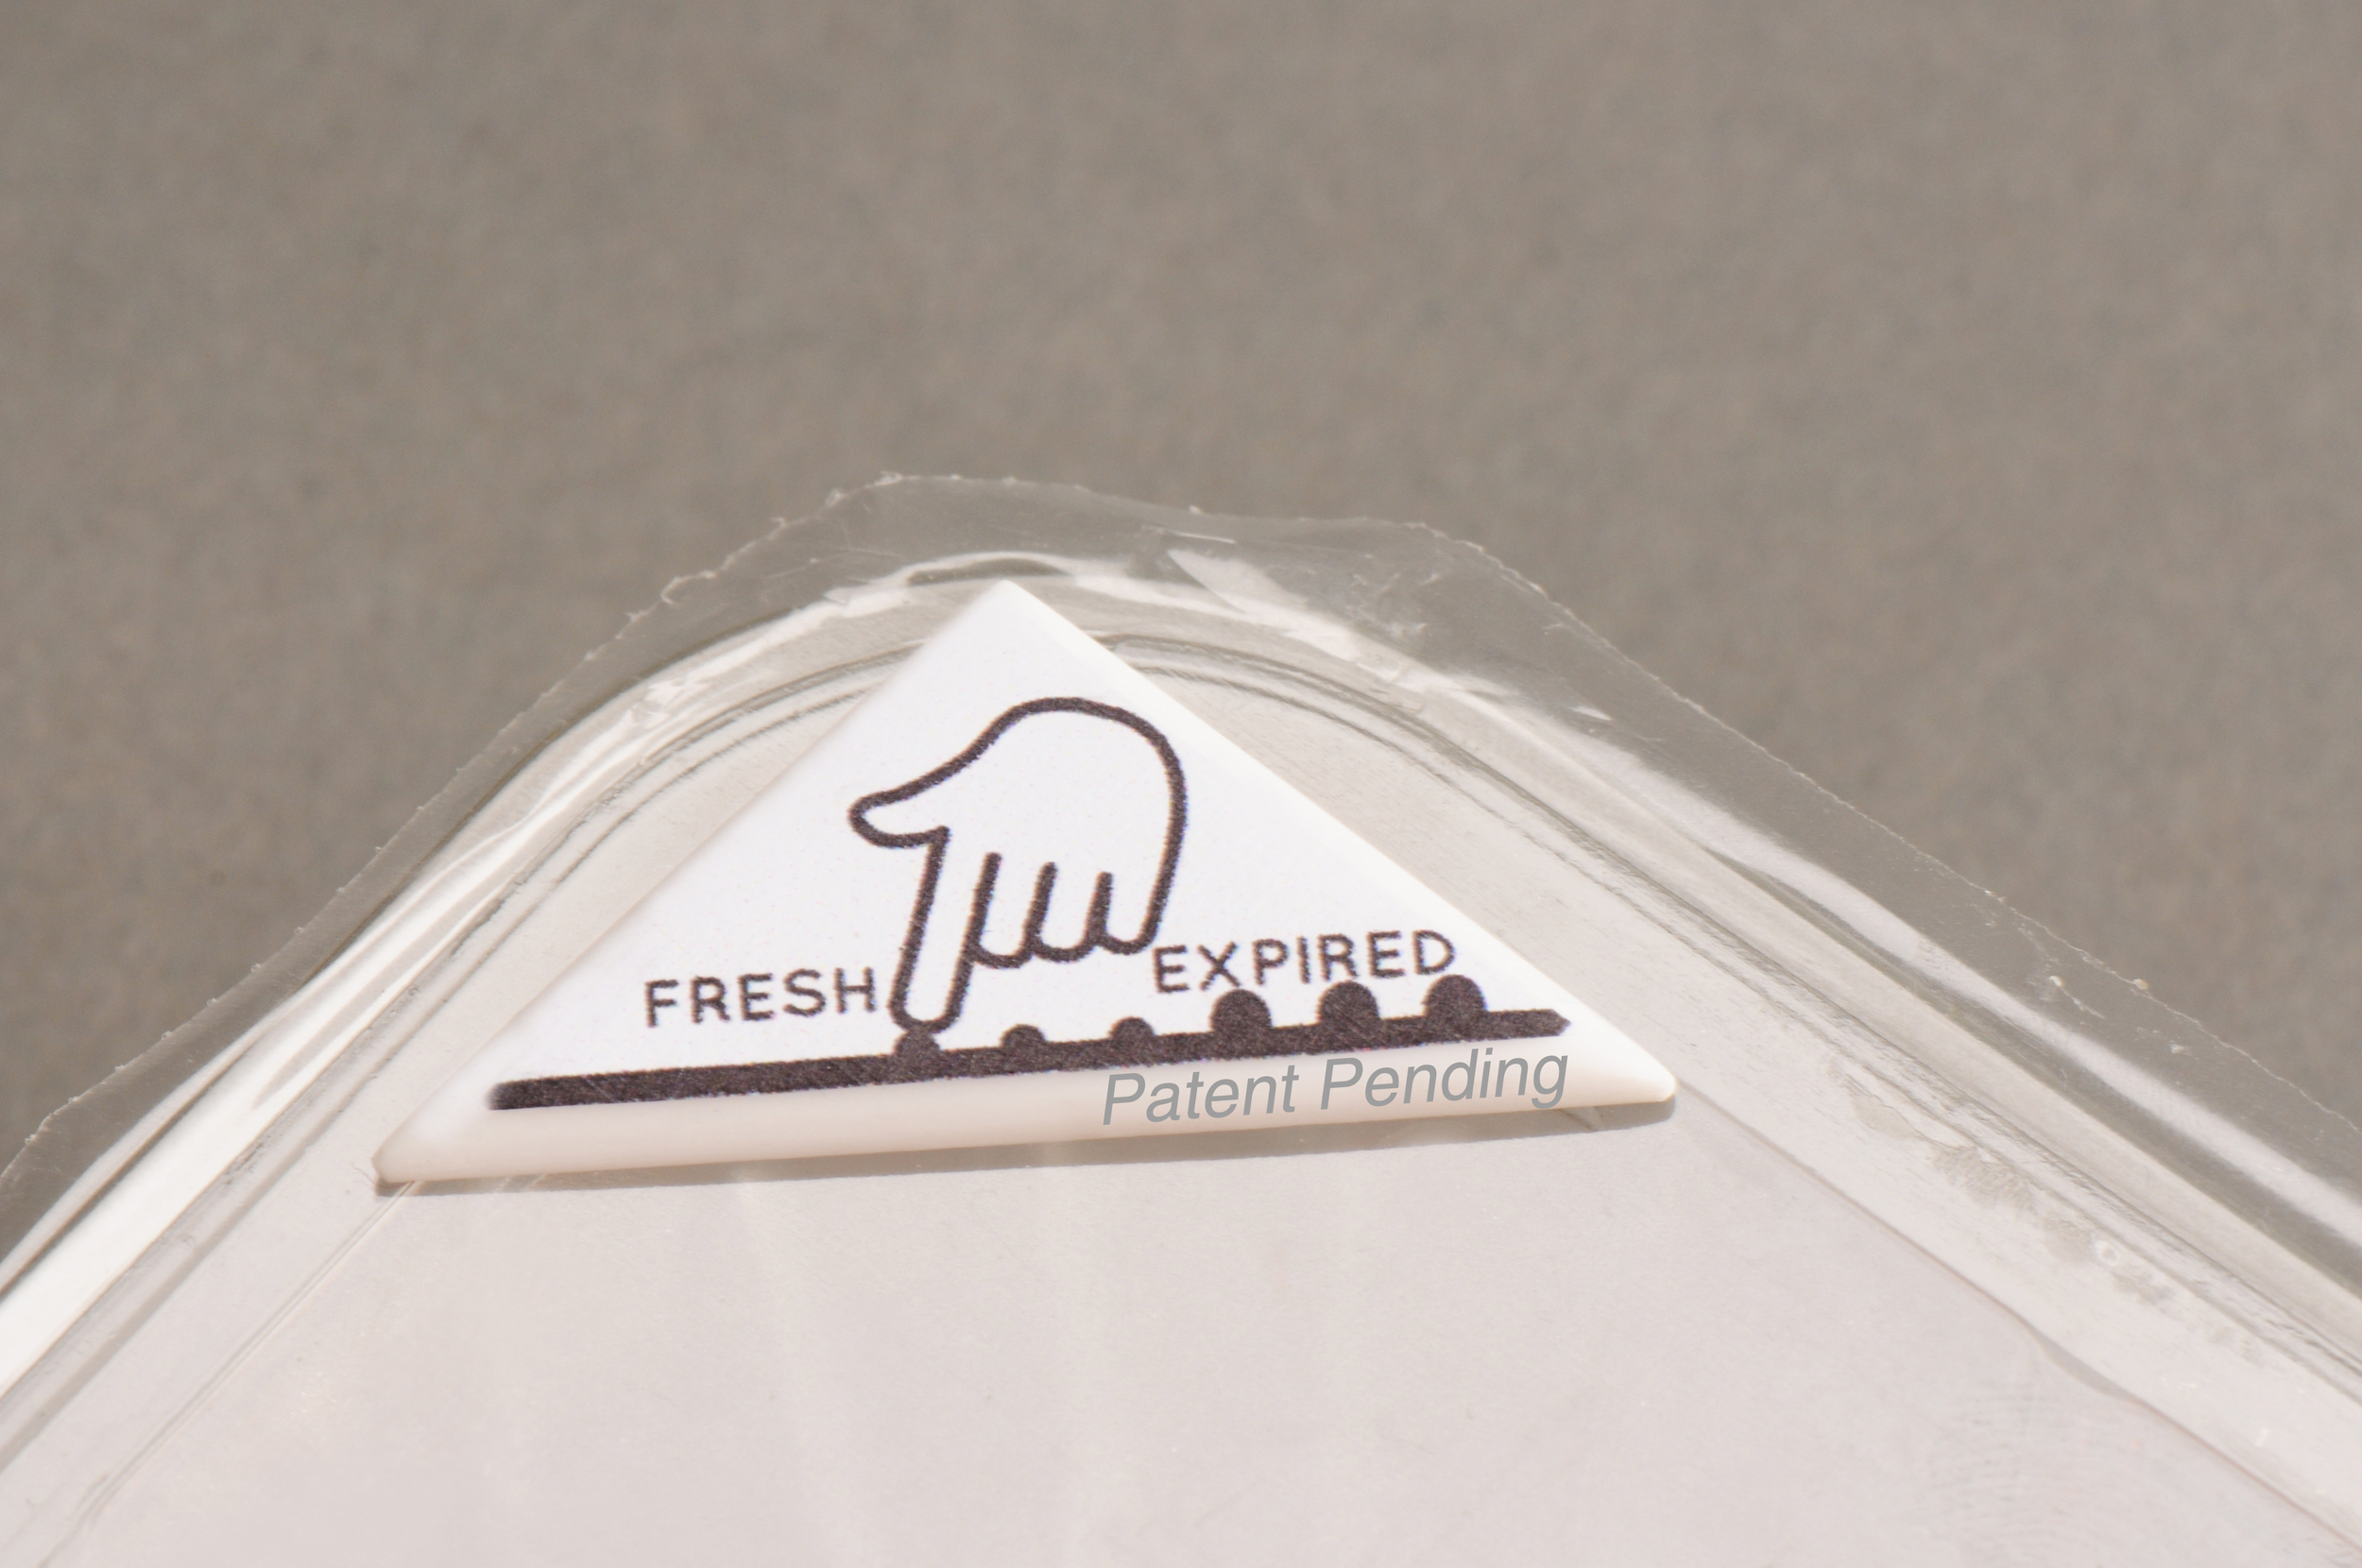 FRESH
EXPIRED
Patent Pending